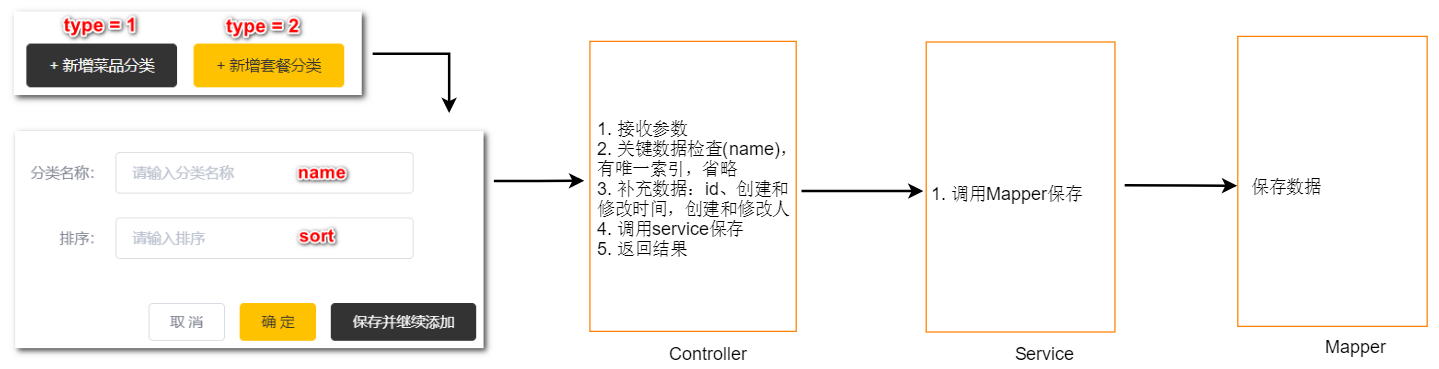 type = 1
type = 2
+ 新增菜品分类
+ 新增套餐分类
分类名称:
请输入分类名称
name
排序:
请输入排序
sort
取 消
确 定
保存并继续添加
1. 接收参数
2. 关键数据检查(name),
有唯一索引，省略
3. 补充数据：id、创建和
修改时间，创建和修改人
4. 调用service保存
5. 返回结果
Controller
1. 调用Mapper保存
Service
保存数据
Mapper